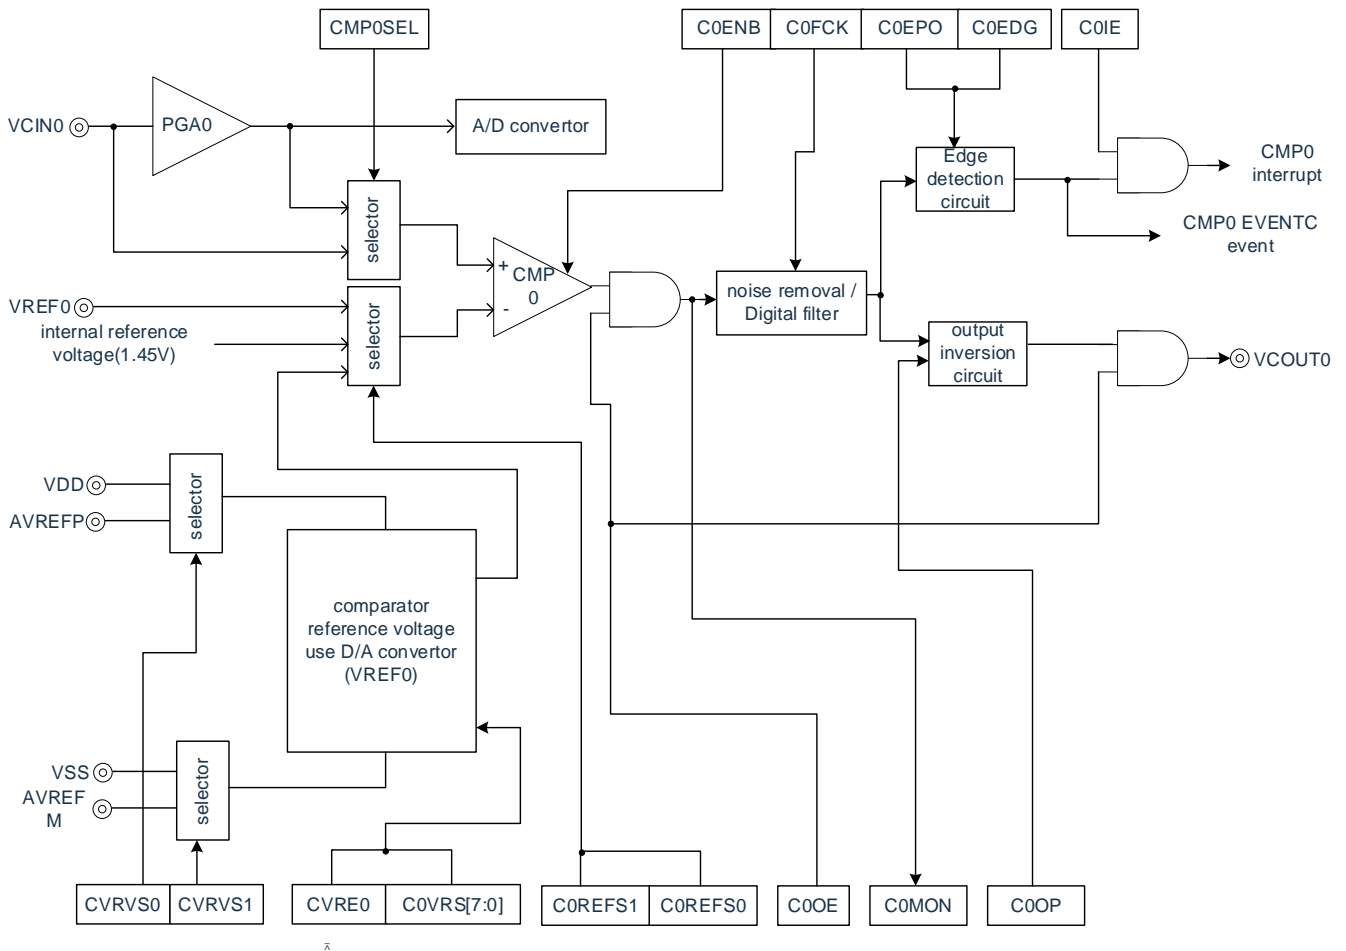 CMP0SEL
C0ENB
C0FCK
C0EPO
C0EDG
C0IE
VCIN0
PGA0
A/D convertor
Edge
detection
circuit
CMP0
interrupt
CMP0 EVENTC
event
selector
+
CMP
0
-
VREF0
internal reference
voltage(1.45V)
selector
noise removal /
Digital filter
output
inversion
circuit
VCOUT0
VDD
AVREFP
selector
comparator
reference voltage
use D/A convertor
(VREF0)
VSS
AVREF
M
selector
CVRVS0
CVRVS1
CVRE0
C0VRS[7:0]
C0REFS1
C0REFS0
C0OE
C0MON
C0OP